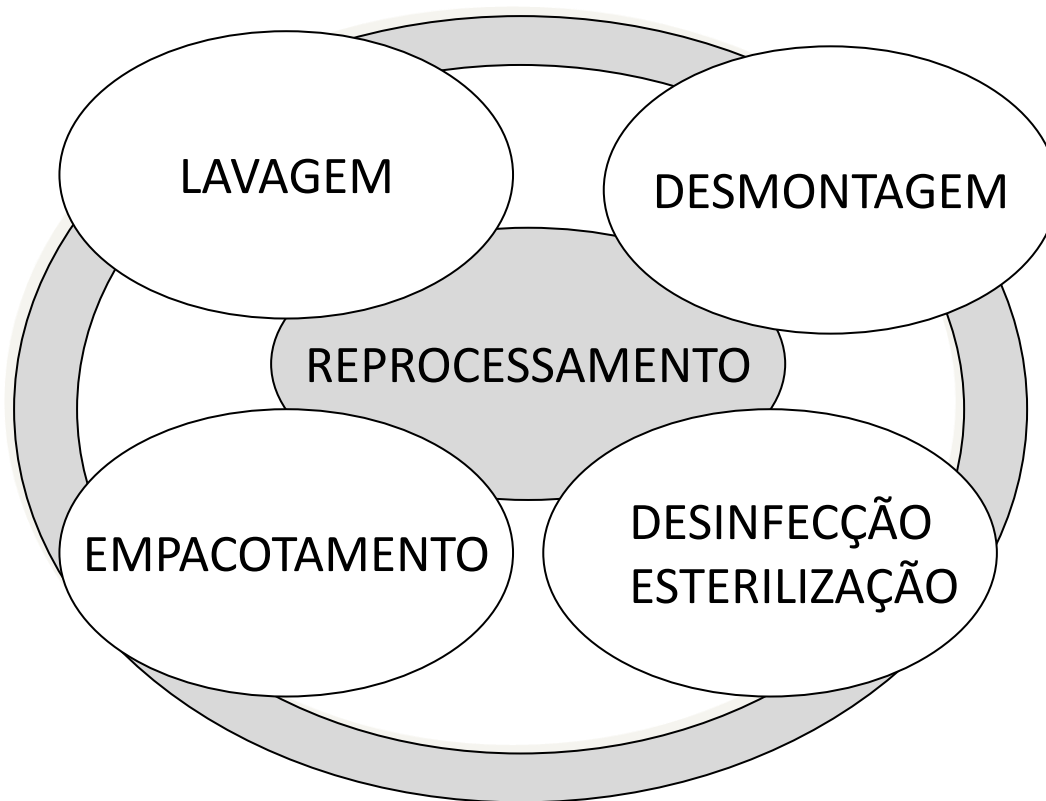 LAVAGEM
DESMONTAGEM
REPROCESSAMENTO
EMPACOTAMENTO
DESINFECÇÃO
ESTERILIZAÇÃO